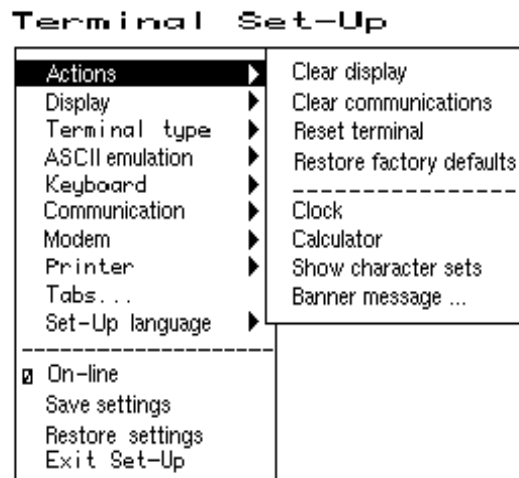 Terminal Set-Up
Actions
Display
Terminal type
ASCII emulation
Keyboard
Communication
Modem
Printer
Tabs...
Set-Up language
On-line
Save settings
Restore settings
Exit Set-Up
Clear display
Clear communications
Reset terminal
Restore factory defaults
Clock
Calculator
Show character sets
Banner message ...